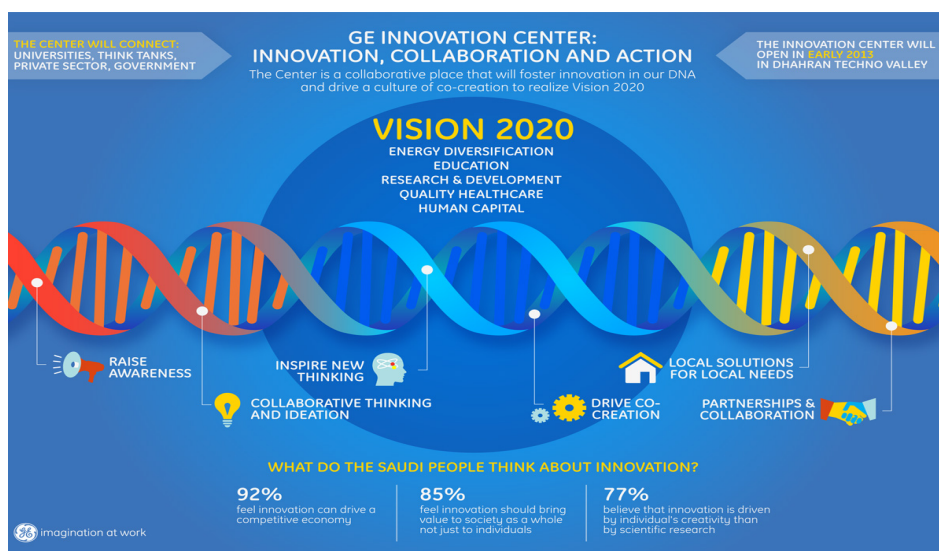 THE CENTER WILL CONNECT:
UNIVERSITIES, THINK TANKS,
PRIVATE SECTOR, GOVERNMENT
GE INNOVATION CENTER:
INNOVATION, COLLABORATION AND ACTION
The Center is a collaborative place that will foster innovation in our DNA
and drive a culture of co-creation to realize Vision 2020
THE INNOVATION CENTER WILL
OPEN IN EARLY 2013
IN DHAHRAN TECHNO VALLEY
VISION 2020
ENERGY DIVERSIFICATION
EDUCATION
RESEARCH & DEVELOPMENT
QUALITY HEALTHCARE
HUMAN CAPITAL
RAISE
AWARENESS
COLLABORATIVE THINKING
AND IDEATION
INSPIRE NEW
THINKING
DRIVE CO-
CREATION
LOCAL SOLUTIONS
FOR LOCAL NEEDS
PARTNERSHIPS &
COLLABORATION
WHAT DO THE SAUDI PEOPLE THINK ABOUT INNOVATION?
92%
feel innovation can drive a
competitive economy
85%
feel innovation should bring
value to society as a whole
not just to individuals
77%
believe that innovation is driven
by individual's creativity than
by scientific research
GE imagination at work